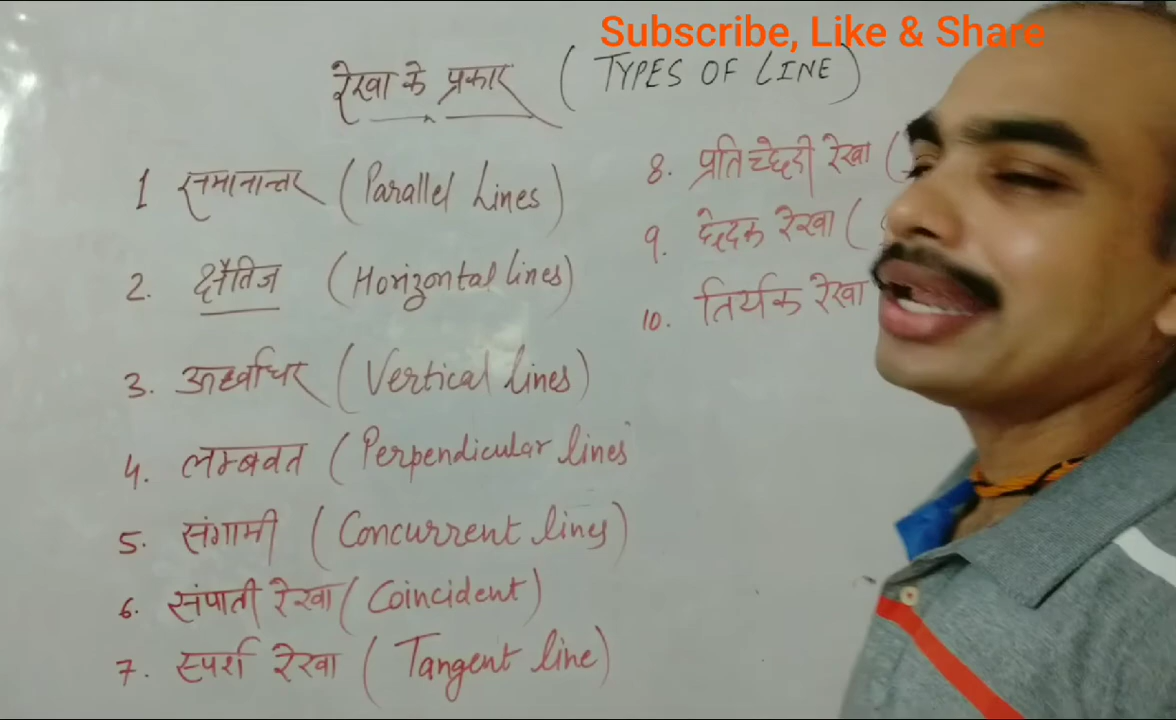 Subscribe, Like & Share
रेखा के प्रकार ( TYPES OF LINE )
1 समानान्तर ( Parallel Lines )
2. क्षैतिज ( Horizontal lines )
3. ऊर्ध्वाधर ( Vertical lines )
4. लम्बवत ( Perpendicular lines
5. संगामी ( Concurrent lines )
6. संपाती रेखा ( Coincident )
7. स्पर्श रेखा ( Tangent line )
8. प्रतिच्छेदी रेखा (
9. छेदक रेखा (
10. तिर्यक रेखा